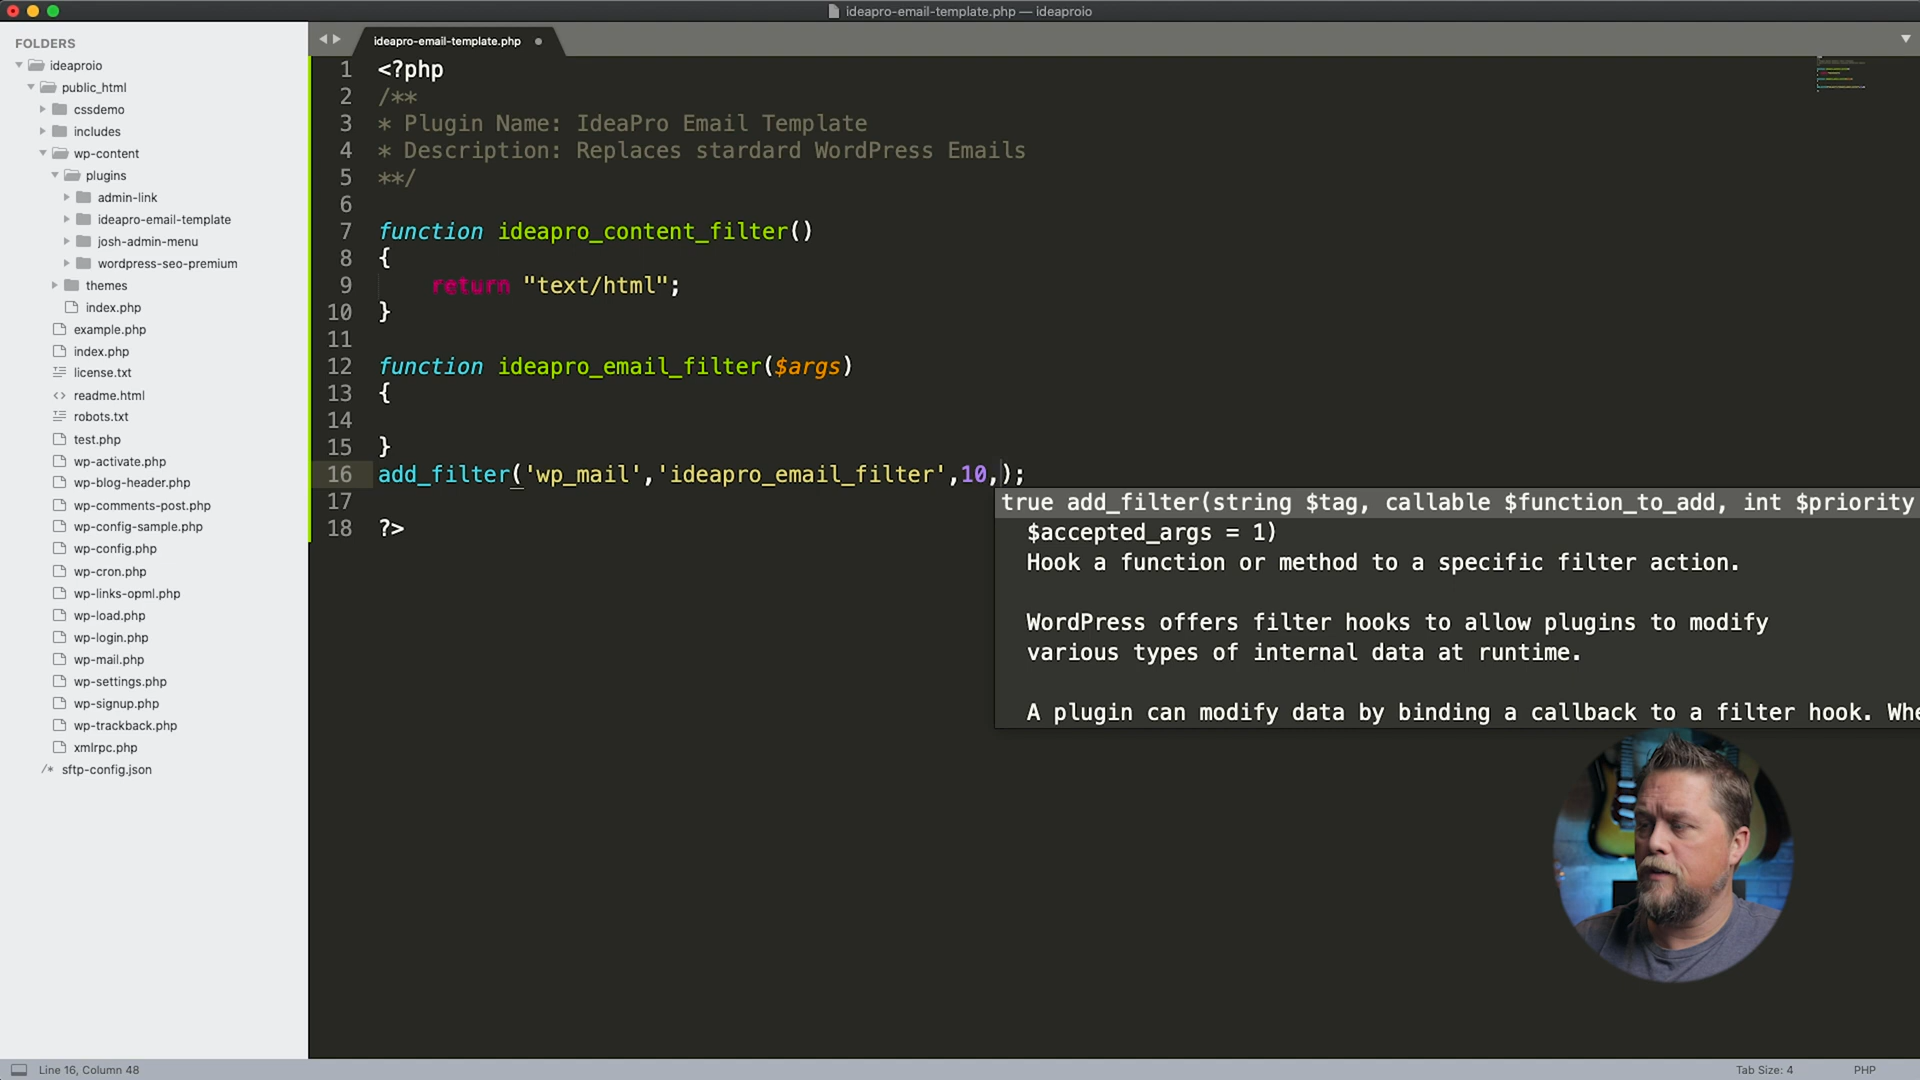 ideapro-email-template.php — ideaproio
FOLDERS
ideaproio
public_html
cssdemo
includes
wp-content
plugins
admin-link
ideapro-email-template
josh-admin-menu
wordpress-seo-premium
themes
index.php
example.php
index.php
license.txt
<> readme.html
robots.txt
test.php
wp-activate.php
wp-blog-header.php
wp-comments-post.php
wp-config-sample.php
wp-config.php
wp-cron.php
wp-links-opml.php
wp-load.php
wp-login.php
wp-mail.php
wp-settings.php
wp-signup.php
wp-trackback.php
xmlrpc.php
/* sftp-config.json
ideapro-email-template.php
1 <?php
2 /**
3 * Plugin Name: IdeaPro Email Template
4 * Description: Replaces stardard WordPress Emails
5 **/
6
7 function ideapro_content_filter()
8 {
9 return "text/html";
10 }
11
12 function ideapro_email_filter($args)
13 {
14
15 }
16 add_filter('wp_mail','ideapro_email_filter',10,);
17
18 ?>
true add_filter(string $tag, callable $function_to_add, int $priority
$accepted_args = 1)
Hook a function or method to a specific filter action.
WordPress offers filter hooks to allow plugins to modify
various types of internal data at runtime.
A plugin can modify data by binding a callback to a filter hook. Whe
Line 16, Column 48
Tab Size: 4
PHP